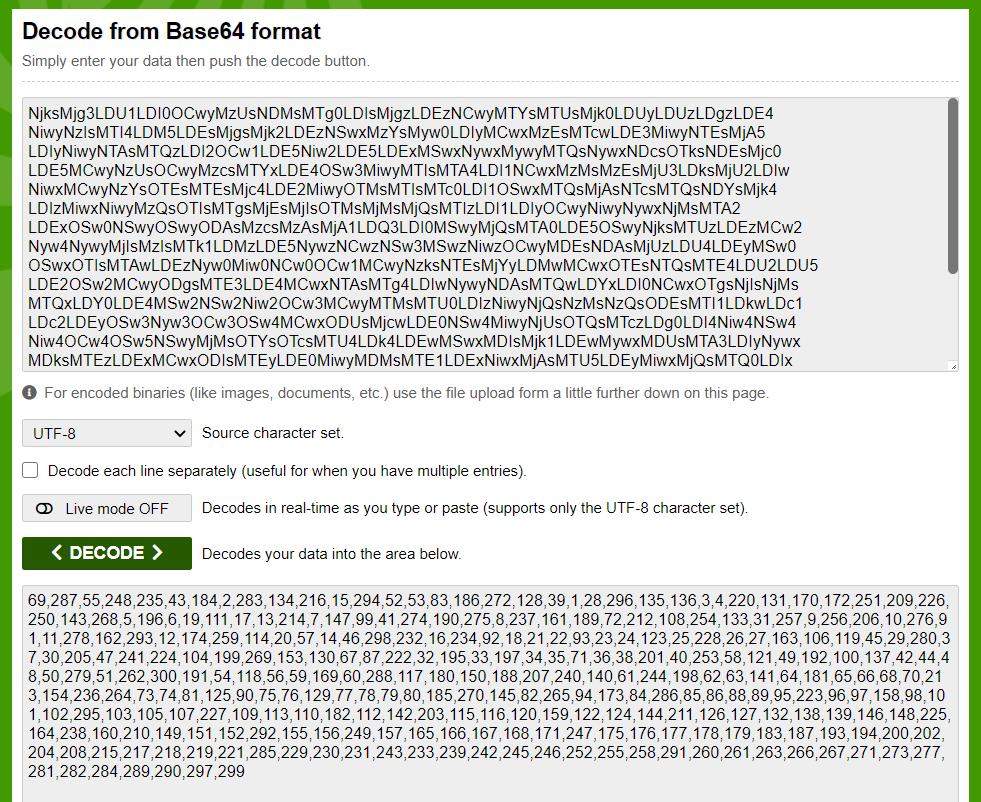 Decode from Base64 format
Simply enter your data then push the decode button.
NjksMjg3LDU1LDI0OCwyMzUsNDMsMTg0LDIsMjgzLDEzNCwyMTYsMTUsMjk0LDUyLDUzLDgzLDE4
NiwyNzIsMTI4LDM5LDEsMjgsMjk2LDEzNSwxMzYsMyw0LDIyMCwxMzEsMTcwLDE3MiwyNTEsMjA5
LDIyNiwyNTAsMTQzLDI2OCw1LDE5Niw2LDE5LDExMSwxNywxMywyMTQsNywxNDcsOTksNDEsMjc0
LDE5MCwyNzUsOCwyMzcsMTYxLDE4OSw3MiwyMTIsMTA4LDI1NCwxMzMsMzEsMjU3LDksMjU2LDIw
NiwxMCwyNzYsOTEsMTEsMjc4LDE2MiwyOTMsMTIsMTc0LDI1OSwxMTQsMjAsNTcsMTQsNDYsMjk4
LDIzMiwxNiwyMzQsOTIsMTgsMjEsMjIsOTMsMjMsMjQsMTIzLDI1LDIyOCwyNiwyNywxNjMsMTA2
LDExOSw0NSwyOSwyODAsMzcsMzAsMjA1LDQ3LDI0MSwyMjQsMTA0LDE5OSwyNjksMTUzLDEzMCw2
Nyw4NywyMjIsMzIsMTk1LDMzLDE5NywzNCwzNSw3MSwzNiwzOCwyMDEsNDAsMjUzLDU4LDEyMSw0
OSwxOTIsMTAwLDEzNyw0Miw0NCw0OCw1MCwyNzksNTEsMjYyLDMwMCwxOTEsNTQsMTE4LDU2LDU5
LDE2OSw2MCwyODgsMTE3LDE4MCwxNTAsMTg4LDIwNywyNDAsMTQwLDYxLDI0NCwxOTgsNjIsNjMs
MTQxLDY0LDE4MSw2NSw2Niw2OCw3MCwyMTMsMTU0LDIzNiwyNjQsNzMsNzQsODEsMTI1LDkwLDc1
LDc2LDEyOSw3Nyw3OCw3OSw4MCwxODUsMjcwLDE0NSw4MiwyNjUsOTQsMTczLDg0LDI4Niw4NSw4
Niw4OCw4OSw5NSwyMjMsOTYsOTcsMTU4LDk4LDEwMSwxMDIsMjk1LDEwMywxMDUsMTA3LDIyNywx
MDksMTEzLDExMCwxODIsMTEyLDE0MiwyMDMsMTE1LDExNiwxMjAsMTU5LDEyMiwxMjQsMTQ0LDIx
For encoded binaries (like images, documents, etc.) use the file upload form a little further down on this page.
UTF-8 Source character set.
Decode each line separately (useful for when you have multiple entries).
Live mode OFF Decodes in real-time as you type or paste (supports only the UTF-8 character set).
DECODE Decodes your data into the area below.
69,287,55,248,235,43,184,2,283,134,216,15,294,52,53,83,186,272,128,39,1,28,296,135,136,3,4,220,131,170,172,251,209,226,
250,143,268,5,196,6,19,111,17,13,214,7,147,99,41,274,190,275,8,237,161,189,72,212,108,254,133,31,257,9,256,206,10,276,9
1,11,278,162,293,12,174,259,114,20,57,14,46,298,232,16,234,92,18,21,22,93,23,24,123,25,228,26,27,163,106,119,45,29,280,3
7,30,205,47,241,224,104,199,269,153,130,67,87,222,32,195,33,197,34,35,71,36,38,201,40,253,58,121,49,192,100,137,42,44,4
8,50,279,51,262,300,191,54,118,56,59,169,60,288,117,180,150,188,207,240,140,61,244,198,62,63,141,64,181,65,66,68,70,21
3,154,236,264,73,74,81,125,90,75,76,129,77,78,79,80,185,270,145,82,265,94,173,84,286,85,86,88,89,95,223,96,97,158,98,10
1,102,295,103,105,107,227,109,113,110,182,112,142,203,115,116,120,159,122,124,144,211,126,127,132,138,139,146,148,225,
164,238,160,210,149,151,152,292,155,156,249,157,165,166,167,168,171,247,175,176,177,178,179,183,187,193,194,200,202,
204,208,215,217,218,219,221,285,229,230,231,243,233,239,242,245,246,252,255,258,291,260,261,263,266,267,271,273,277,
281,282,284,289,290,297,299